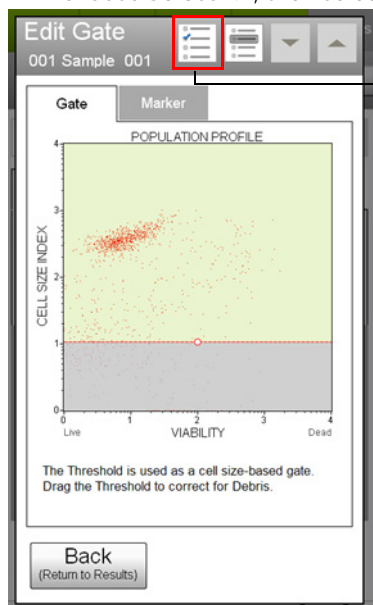 Edit Gate
001 Sample 001
Gate
Marker
POPULATION PROFILE
4
3
2
1
0
CELL SIZE INDEX
0
1
2
3
4
Live
VIABILITY
Dead
The Threshold is used as a cell size-based gate.
Drag the Threshold to correct for Debris.
Back
(Return to Results)